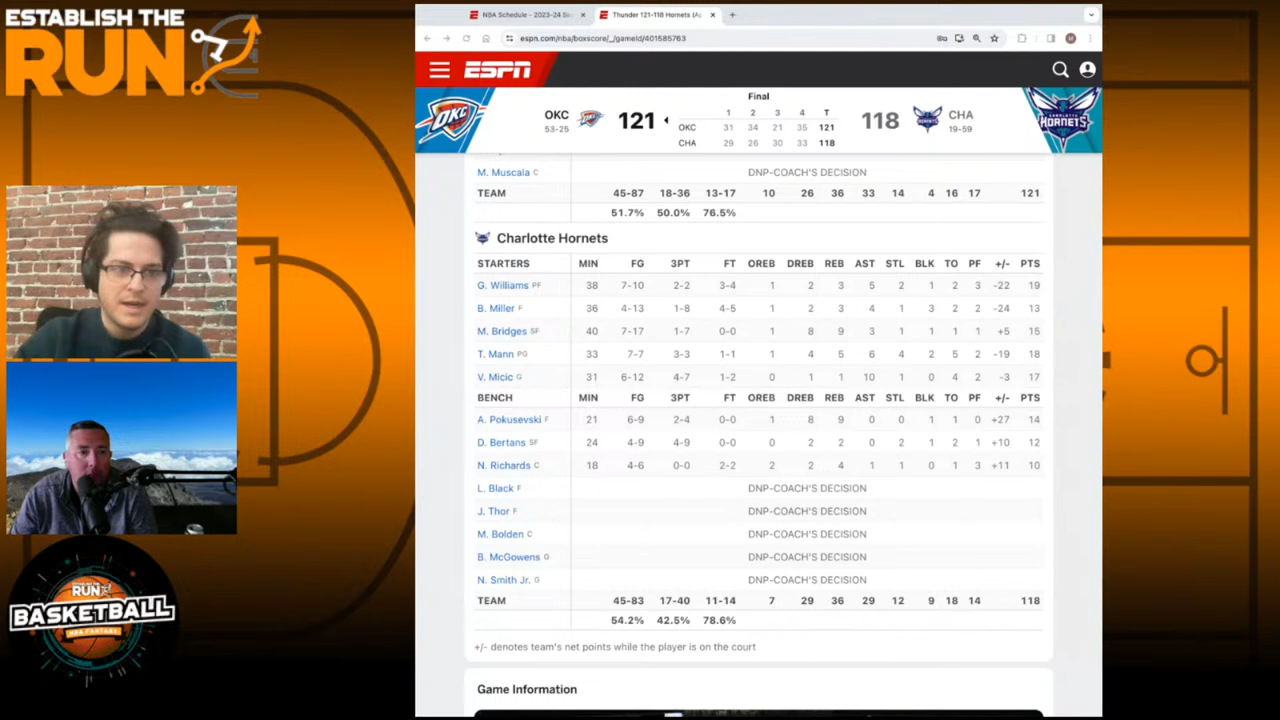 ESTABLISH THE
RUN
NBA Schedule - 2023-24 Se
Thunder 121-118 Hornets (A
espn.com/nba/boxscore/_/gameId/401585763
ESPN
Final
OKC
53-25
121
1 2 3 4 T
OKC 31 34 21 35 121
CHA 29 26 30 33 118
118
CHA
19-59
OKC
HORNETS
M. Muscala C DNP-COACH'S DECISION
TEAM 45-87 18-36 13-17 10 26 36 33 14 4 16 17 121
51.7% 50.0% 76.5%
Charlotte Hornets
STARTERS MIN FG 3PT FT OREB DREB REB AST STL BLK TO PF +/- PTS
G. Williams PF 38 7-10 2-2 3-4 1 2 3 5 2 1 2 3 -22 19
B. Miller F 36 4-13 1-8 4-5 1 2 3 4 1 3 2 2 -24 13
M. Bridges SF 40 7-17 1-7 0-0 1 8 9 3 1 1 1 1 +5 15
T. Mann PG 33 7-7 3-3 1-1 1 4 5 6 4 2 5 2 -19 18
V. Micic G 31 6-12 4-7 1-2 0 1 1 10 1 0 4 2 -3 17
BENCH MIN FG 3PT FT OREB DREB REB AST STL BLK TO PF +/- PTS
A. Pokusevski F 21 6-9 2-4 0-0 1 8 9 0 0 1 1 0 +27 14
D. Bertans SF 24 4-9 4-9 0-0 0 2 2 0 2 1 2 1 +10 12
N. Richards C 18 4-6 0-0 2-2 2 2 4 1 1 0 1 3 +11 10
L. Black F DNP-COACH'S DECISION
J. Thor F DNP-COACH'S DECISION
M. Bolden C DNP-COACH'S DECISION
B. McGowens G DNP-COACH'S DECISION
N. Smith Jr. G DNP-COACH'S DECISION
TEAM 45-83 17-40 11-14 7 29 36 29 12 9 18 14 118
54.2% 42.5% 78.6%
+/- denotes team's net points while the player is on the court
Game Information
ESTABLISH THE
RUN
BASKETBALL
NBA FANTASY